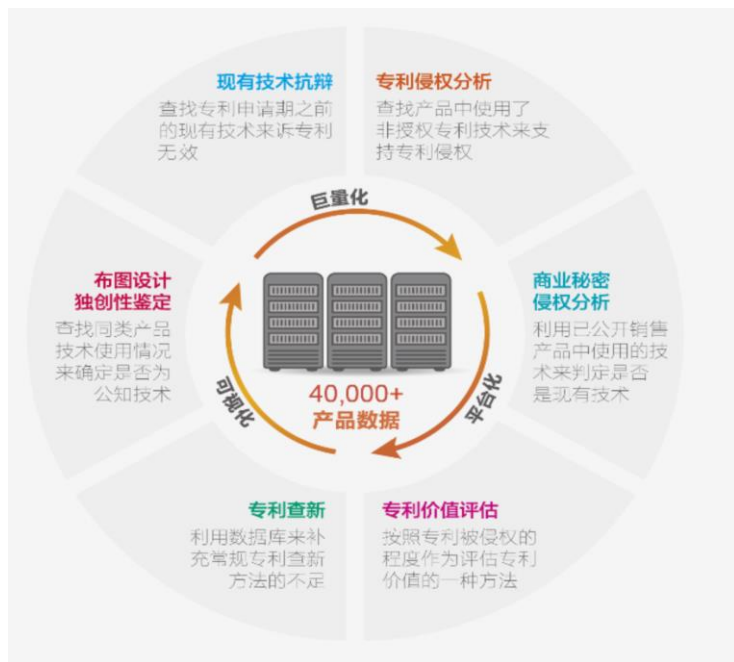 现有技术抗辩
查找专利申请期之前
的现有技术来诉专利
无效
专利侵权分析
查找产品中使用了
非授权专利技术来支
持专利侵权
巨量化
布图设计
独创性鉴定
查找同类产品
技术使用情况
来确定是否为
公知技术
商业秘密
侵权分析
利用已公开销售
产品中使用的技
术来判定是否
是现有技术
40,000+
产品数据
可视化
平台化
专利查新
利用数据库来补
充常规专利查新
方法的不足
专利价值评估
按照专利被侵权的
程度作为评估专利
价值的一种方法